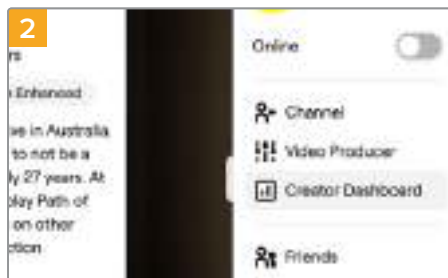 2
rs
Enhanced
ve in Australia
to not be a
ly 27 years. At
play Path of
on other
ction
Online
Channel
Video Producer
Creator Dashboard
Friends